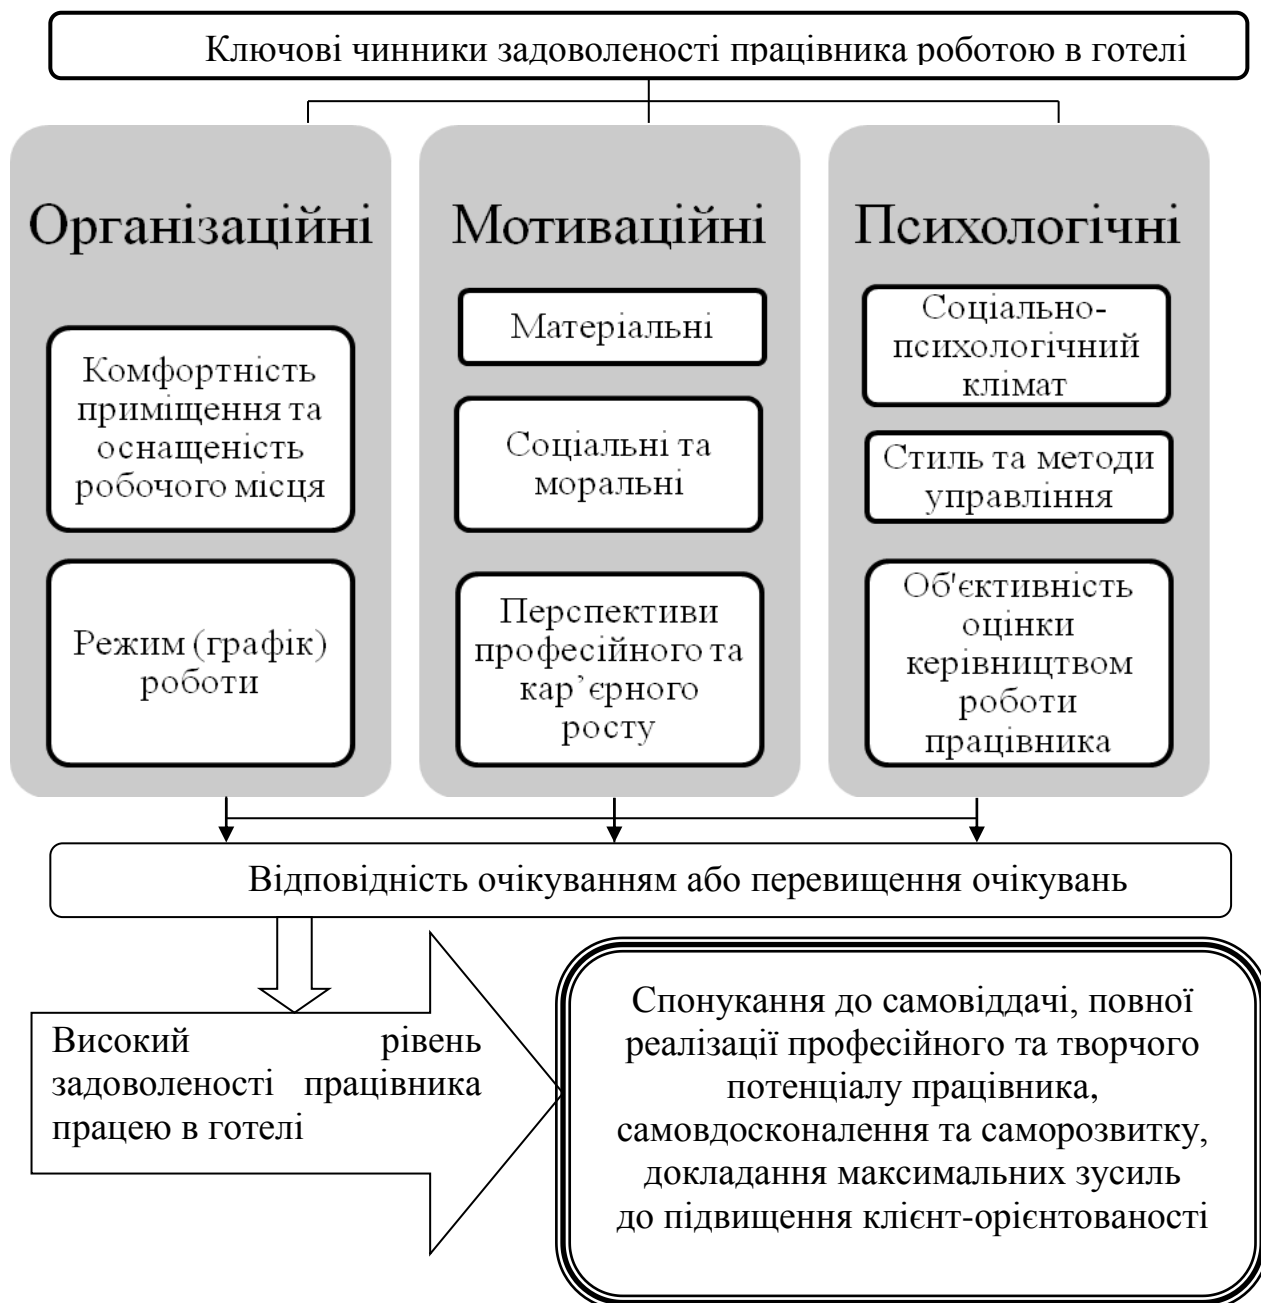 Ключові чинники задоволеності працівника роботою в готелі
Організаційні
Комфортність
приміщення та
оснащеність
робочого місця
Режим (графік)
роботи
Мотиваційні
Матеріальні
Соціальні та
моральні
Перспективи
професійного та
кар’єрного
росту
Психологічні
Соціально-
психологічний
клімат
Стиль та методи
управління
Об'єктивність
оцінки
керівництвом
роботи
працівника
Відповідність очікуванням або перевищення очікувань
Високий рівень
задоволеності працівника
працею в готелі
Спонукання до самовіддачі, повної
реалізації професійного та творчого
потенціалу працівника,
самовдосконалення та саморозвитку,
докладання максимальних зусиль
до підвищення клієнт-орієнтованості